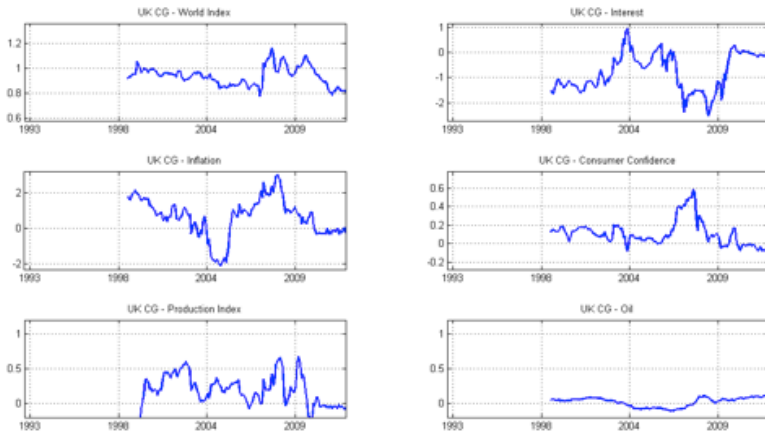 UK CG - World Index
1.2
1
0.8
0.6
1993 1998 2004 2009
UK CG - Interest
1
0
-1
-2
1993 1998 2004 2009
UK CG - Inflation
2
0
-2
1993 1998 2004 2009
UK CG - Consumer Confidence
0.6
0.4
0.2
0
-0.2
1993 1998 2004 2009
UK CG - Production Index
1
0.5
0
1993 1998 2004 2009
UK CG - Oil
1
0.5
0
1993 1998 2004 2009